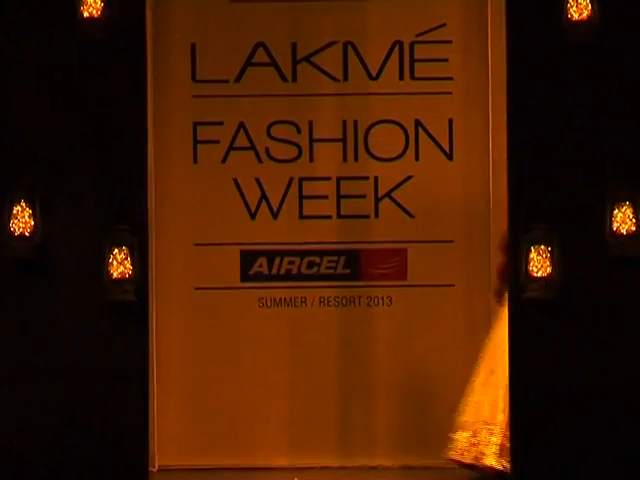 LAKMÉ
FASHION
WEEK
AIRCEL
SUMMER / RESORT 2013